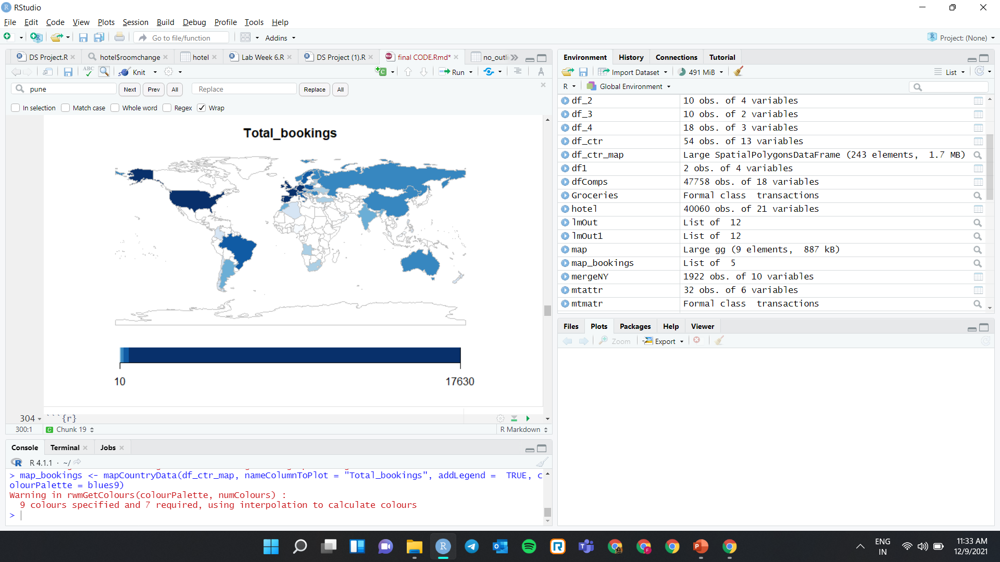 RStudio
File Edit Code View Plots Session Build Debug Profile Tools Help
Go to file/function Addins Project: (None)
DS Project.R hotel$roomchange hotel Lab Week 6.R DS Project (1).R final CODE.Rmd* no_outli
ABC Knit Run
pune Next Prev All Replace Replace All
In selection Match case Whole word Regex Wrap
Total_bookings
10 17630
304 ```{r}
300:1 Chunk 19 R Markdown
Console Terminal Jobs
R 4.1.1 · ~/
> map_bookings <- mapCountryData(df_ctr_map, nameColumnToPlot = "Total_bookings", addLegend =  TRUE, c
olourPalette = blues9)
Warning in rwmGetColours(colourPalette, numColours) :
  9 colours specified and 7 required, using interpolation to calculate colours
>
Environment History Connections Tutorial
Import Dataset 491 MiB List
R Global Environment
df_2 10 obs. of 4 variables
df_3 10 obs. of 2 variables
df_4 18 obs. of 3 variables
df_ctr 54 obs. of 13 variables
df_ctr_map Large SpatialPolygonsDataFrame (243 elements,  1.7 MB)
df1 2 obs. of 4 variables
dfComps 47758 obs. of 18 variables
Groceries Formal class  transactions
hotel 40060 obs. of 21 variables
lmOut List of  12
lmOut1 List of  12
map Large gg (9 elements,  887 kB)
map_bookings List of  5
mergeNY 1922 obs. of 10 variables
mtattr 32 obs. of 6 variables
mtmatr Formal class  transactions
Files Plots Packages Help Viewer
Zoom Export
ENG
IN
11:33 AM
12/9/2021